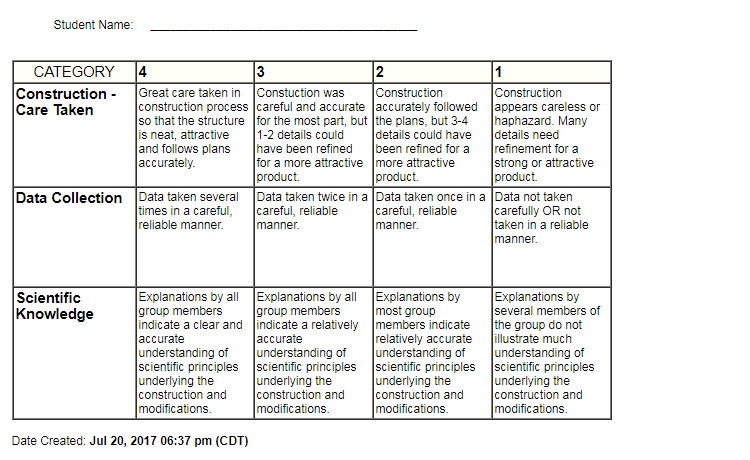 Student Name: ________________________________________
CATEGORY 4 3 2 1
Construction -
Care Taken
Great care taken in
construction process
so that the structure
is neat, attractive
and follows plans
accurately.
Constuction was
careful and accurate
for the most part, but
1-2 details could
have been refined
for a more attractive
product.
Construction
accurately followed
the plans, but 3-4
details could have
been refined for a
more attractive
product.
Construction
appears careless or
haphazard. Many
details need
refinement for a
strong or attractive
product.
Data Collection
Data taken several
times in a careful,
reliable manner.
Data taken twice in a
careful, reliable
manner.
Data taken once in a
careful, reliable
manner.
Data not taken
carefully OR not
taken in a reliable
manner.
Scientific
Knowledge
Explanations by all
group members
indicate a clear and
accurate
understanding of
scientific principles
underlying the
construction and
modifications.
Explanations by all
group members
indicate a relatively
accurate
understanding of
scientific principles
underlying the
construction and
modifications.
Explanations by
most group
members indicate
relatively accurate
understanding of
scientific principles
underlying the
construction and
modifications.
Explanations by
several members of
the group do not
illustrate much
understanding of
scientific principles
underlying the
construction and
modifications.
Date Created: Jul 20, 2017 06:37 pm (CDT)